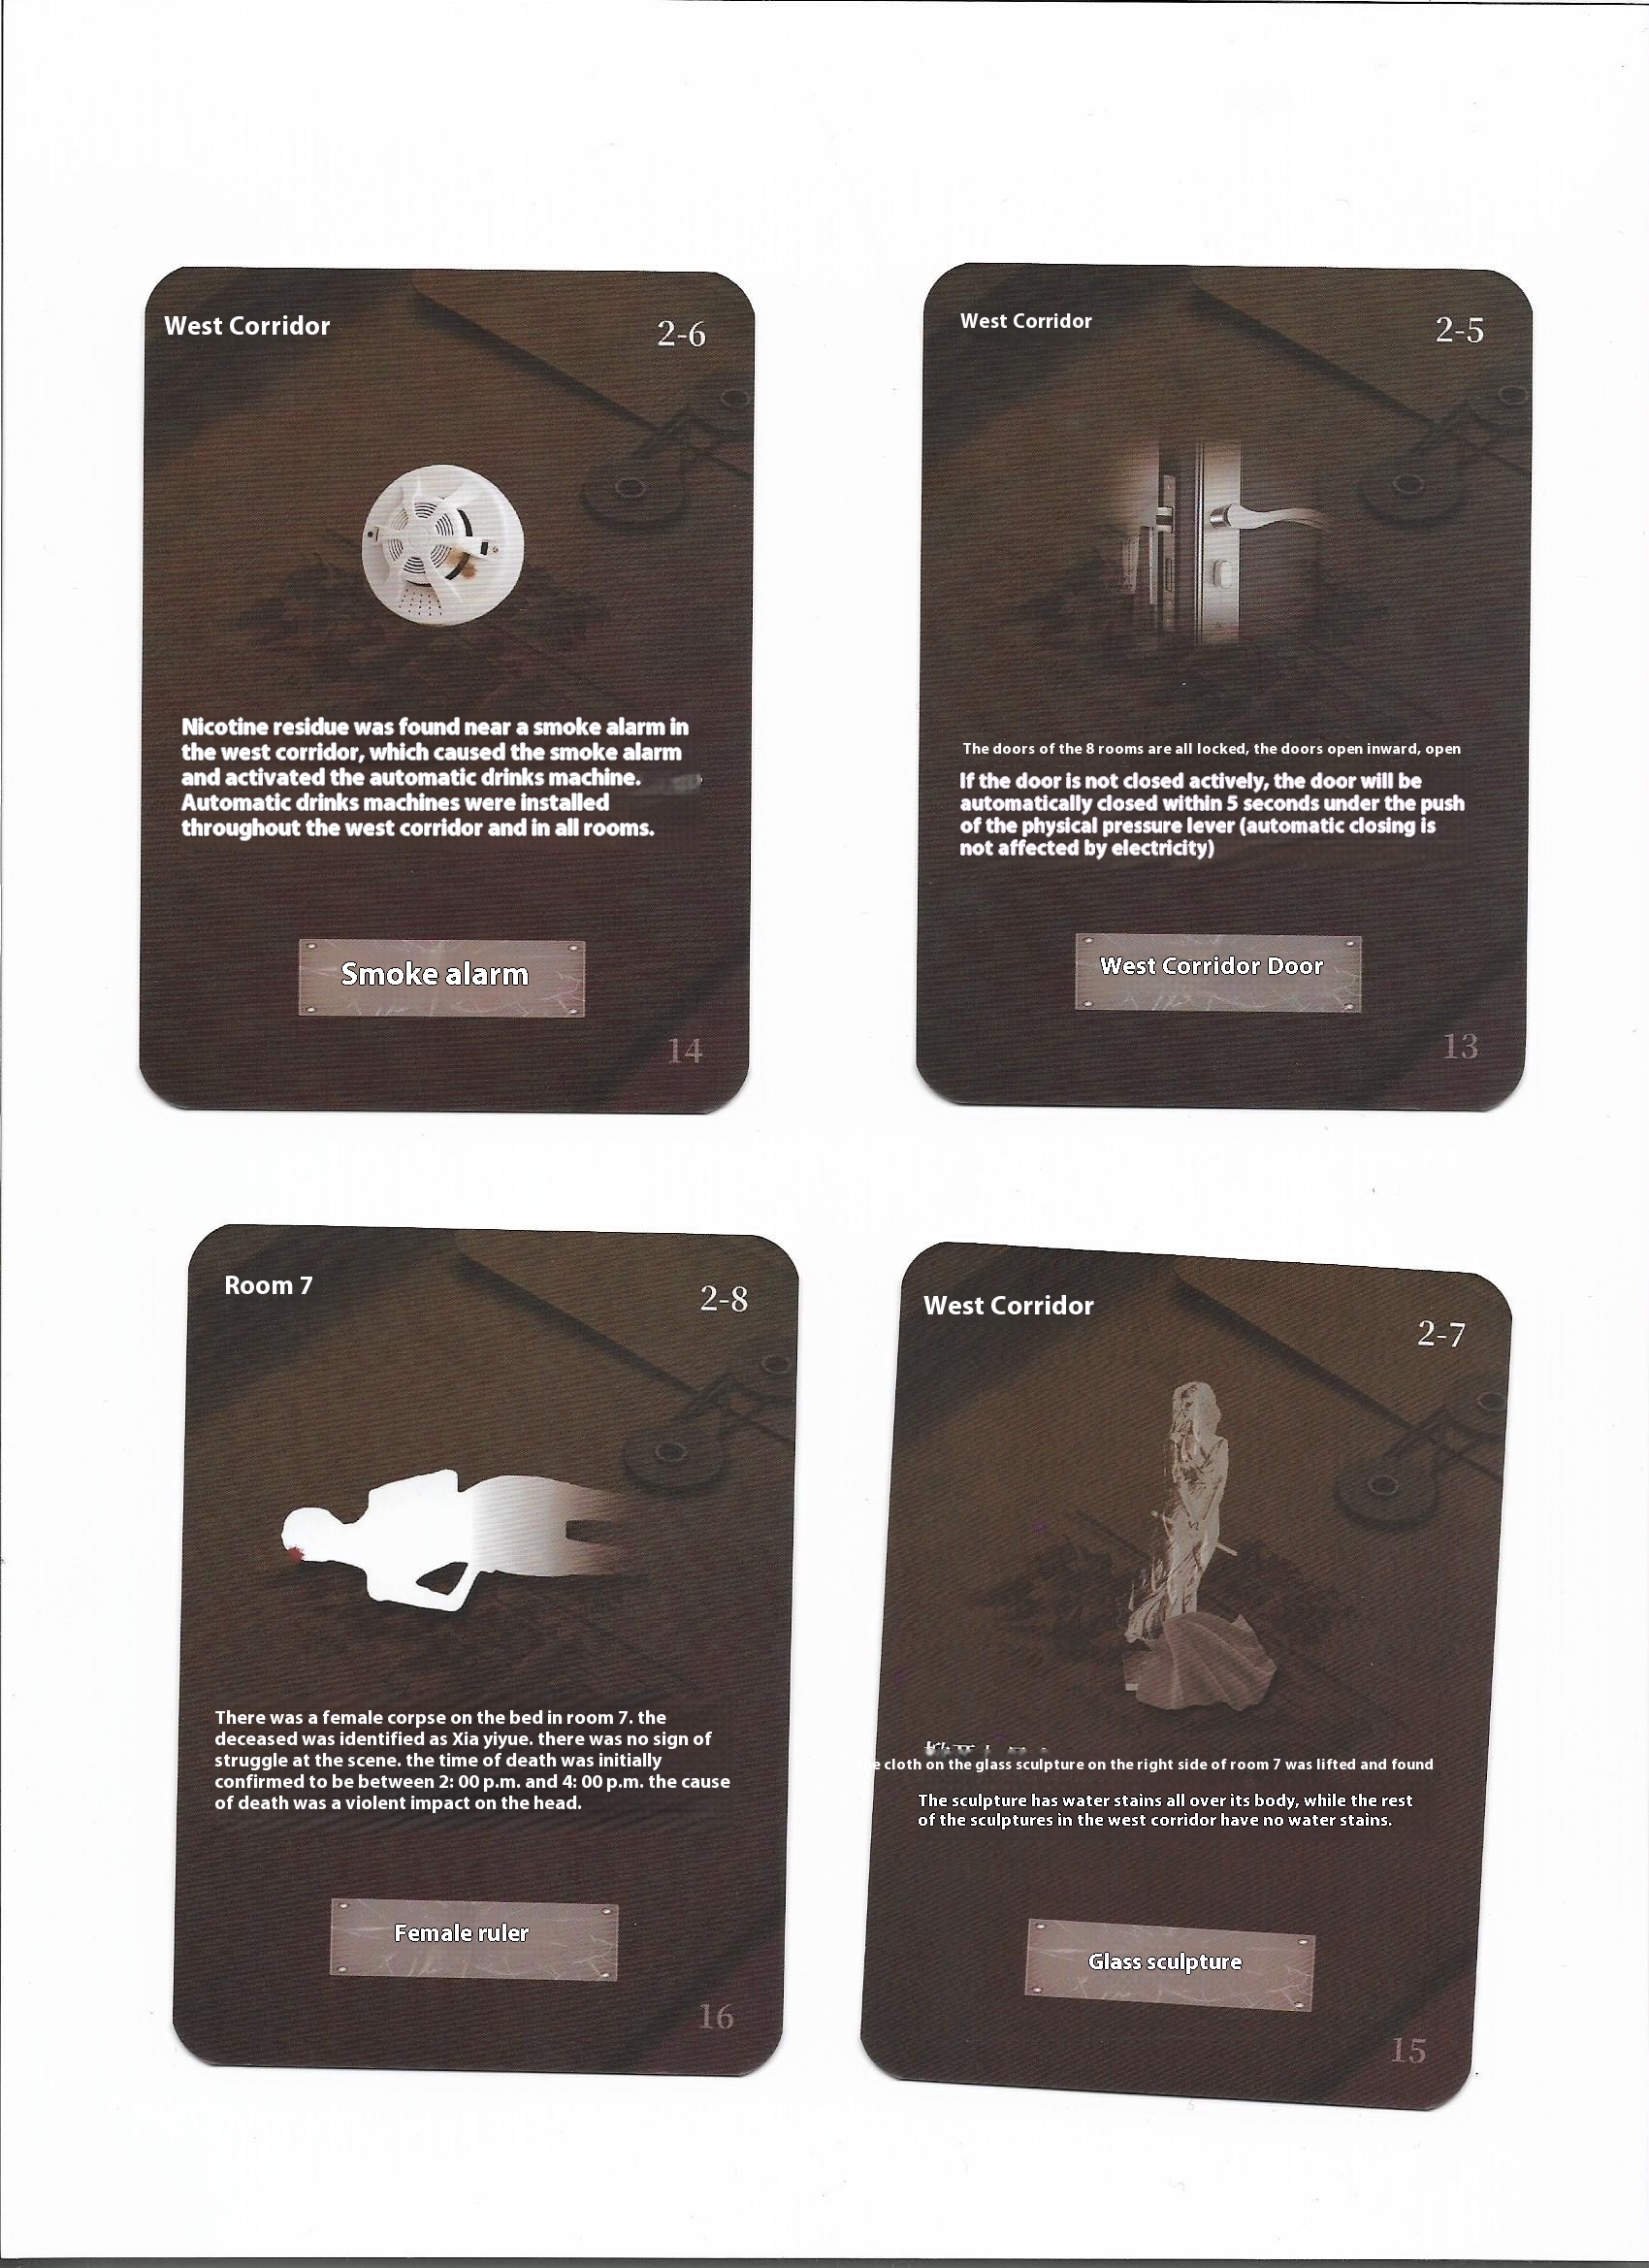 West Corridor
2-6
Nicotine residue was found near a smoke alarm in
the west corridor, which caused the smoke alarm
and activated the automatic drinks machine.
Automatic drinks machines were installed
throughout the west corridor and in all rooms.
Smoke alarm
14
West Corridor
2-5
The doors of the 8 rooms are all locked, the doors open inward, open
If the door is not closed actively, the door will be
automatically closed within 5 seconds under the push
of the physical pressure lever (automatic closing is
not affected by electricity)
West Corridor Door
13
Room 7
2-8
There was a female corpse on the bed in room 7. the
deceased was identified as Xia yiyue. there was no sign of
struggle at the scene. the time of death was initially
confirmed to be between 2: 00 p.m. and 4: 00 p.m. the cause
of death was a violent impact on the head.
Female ruler
16
West Corridor
2-7
cloth on the glass sculpture on the right side of room 7 was lifted and found
The sculpture has water stains all over its body, while the rest
of the sculptures in the west corridor have no water stains.
Glass sculpture
15